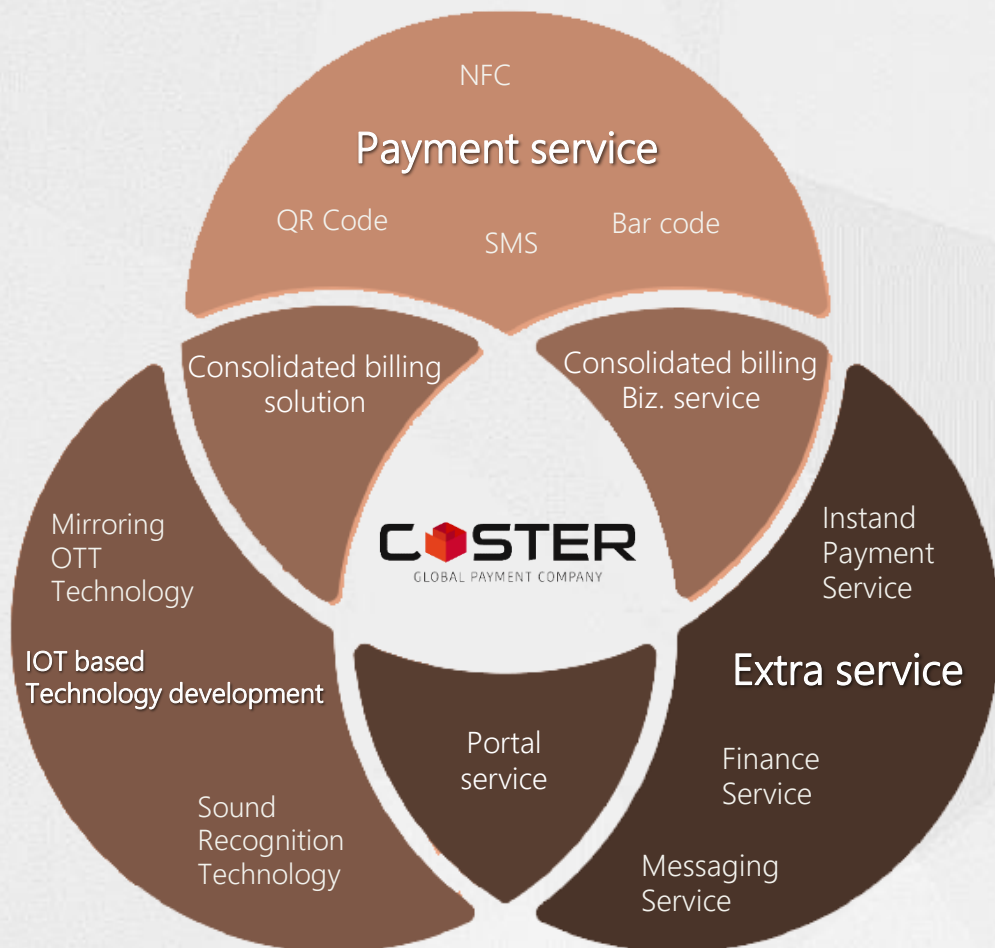 NFC
Payment service
QR Code
SMS
Bar code
Consolidated billing
solution
Consolidated billing
Biz. service
COSTER
GLOBAL PAYMENT COMPANY
Mirroring
OTT
Technology
IOT based
Technology development
Sound
Recognition
Technology
Instand
Payment
Service
Extra service
Finance
Service
Messaging
Service
Portal
service